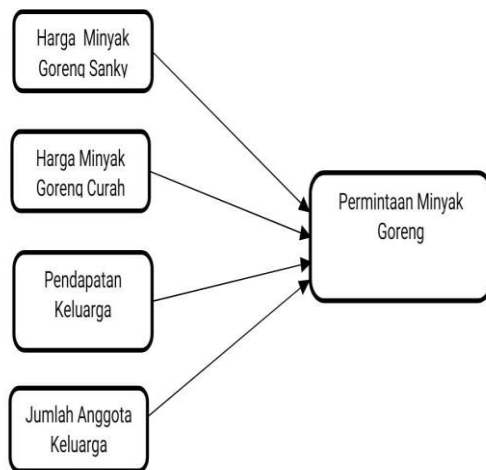 Harga Minyak
Goreng Sanky
Harga Minyak
Goreng Curah
Pendapatan
Keluarga
Jumlah Anggota
Keluarga
Permintaan Minyak
Goreng